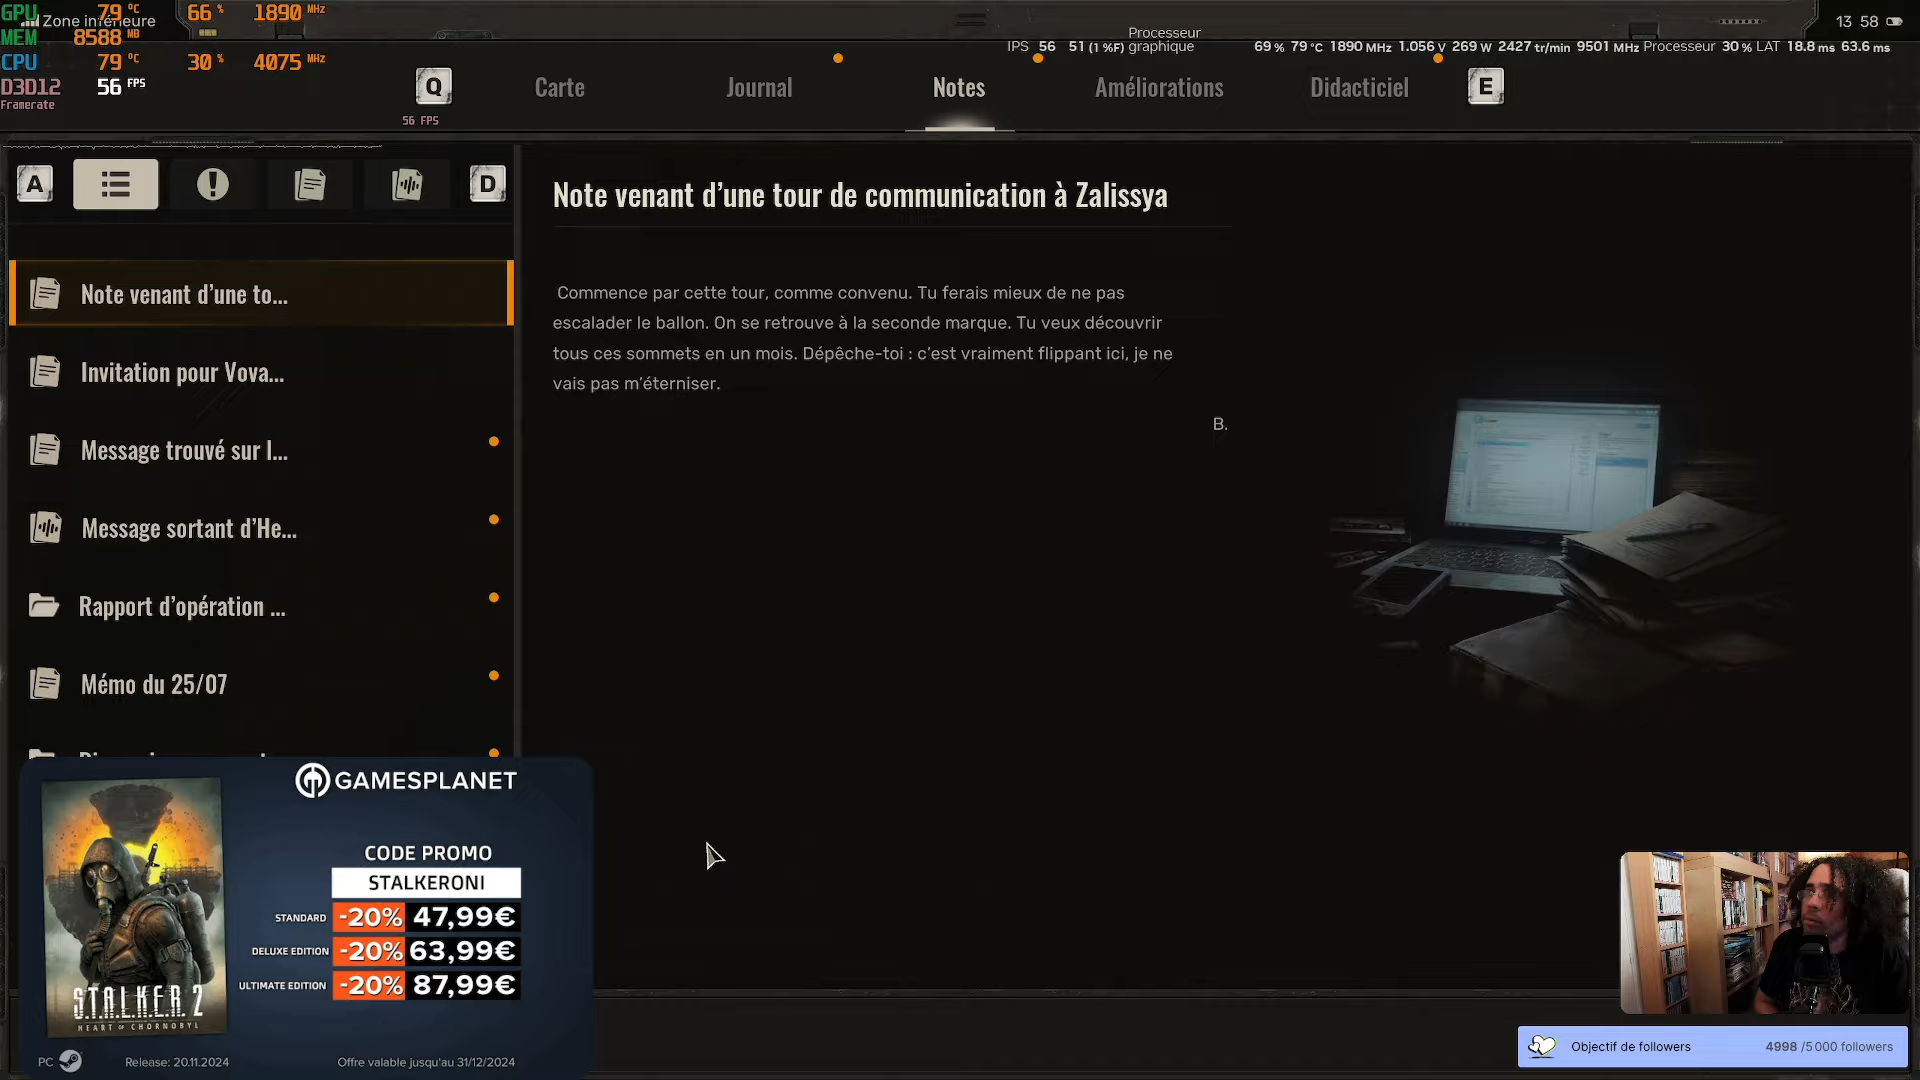 GPU 79 °C 66 % 1890 MHz
Zone inférieure
MEM 8588 MB
CPU 79 °C 30 % 4075 MHz
D3D12 56 FPS
Framerate
13 58
Processeur
IPS 56 51 (1 %F) graphique 69 % 79 °C 1890 MHz 1.056 V 269 W 2427 tr/min 9501 MHz Processeur 30 % LAT 18.8 ms 63.6 ms
Q Carte Journal Notes Améliorations Didacticiel E
56 FPS
A D
Note venant d’une to...
Invitation pour Vova...
Message trouvé sur l...
Message sortant d’He...
Rapport d’opération ...
Mémo du 25/07
Note venant d’une tour de communication à Zalissya
Commence par cette tour, comme convenu. Tu ferais mieux de ne pas
escalader le ballon. On se retrouve à la seconde marque. Tu veux découvrir
tous ces sommets en un mois. Dépêche-toi : c’est vraiment flippant ici, je ne
vais pas m’éterniser.
B.
GAMESPLANET
CODE PROMO
STALKERONI
STANDARD -20% 47,99€
DELUXE EDITION -20% 63,99€
ULTIMATE EDITION -20% 87,99€
S.T.A.L.K.E.R. 2
HEART OF CHORNOBYL
PC Release: 20.11.2024 Offre valable jusqu'au 31/12/2024
Objectif de followers 4998 /5000 followers